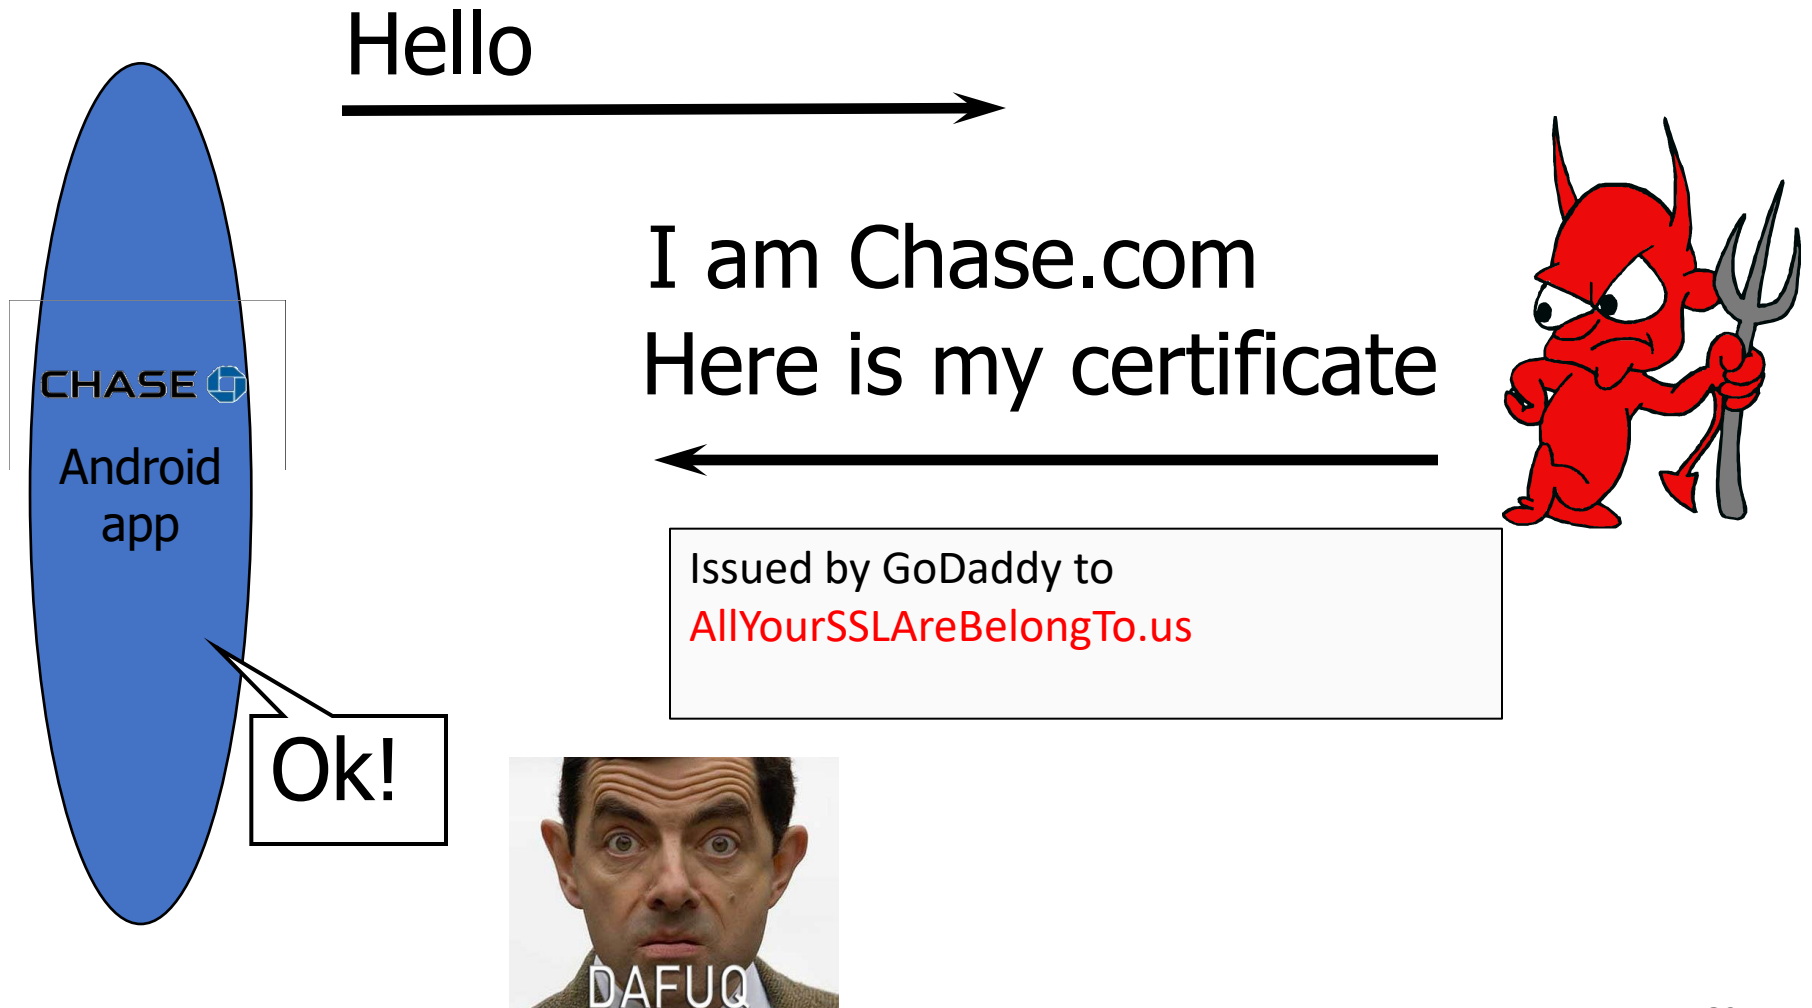 Hello
I am Chase.com
Here is my certificate
CHASE
Android
app
Issued by GoDaddy to
AllYourSSLAreBelongTo.us
Ok!
DAFUQ